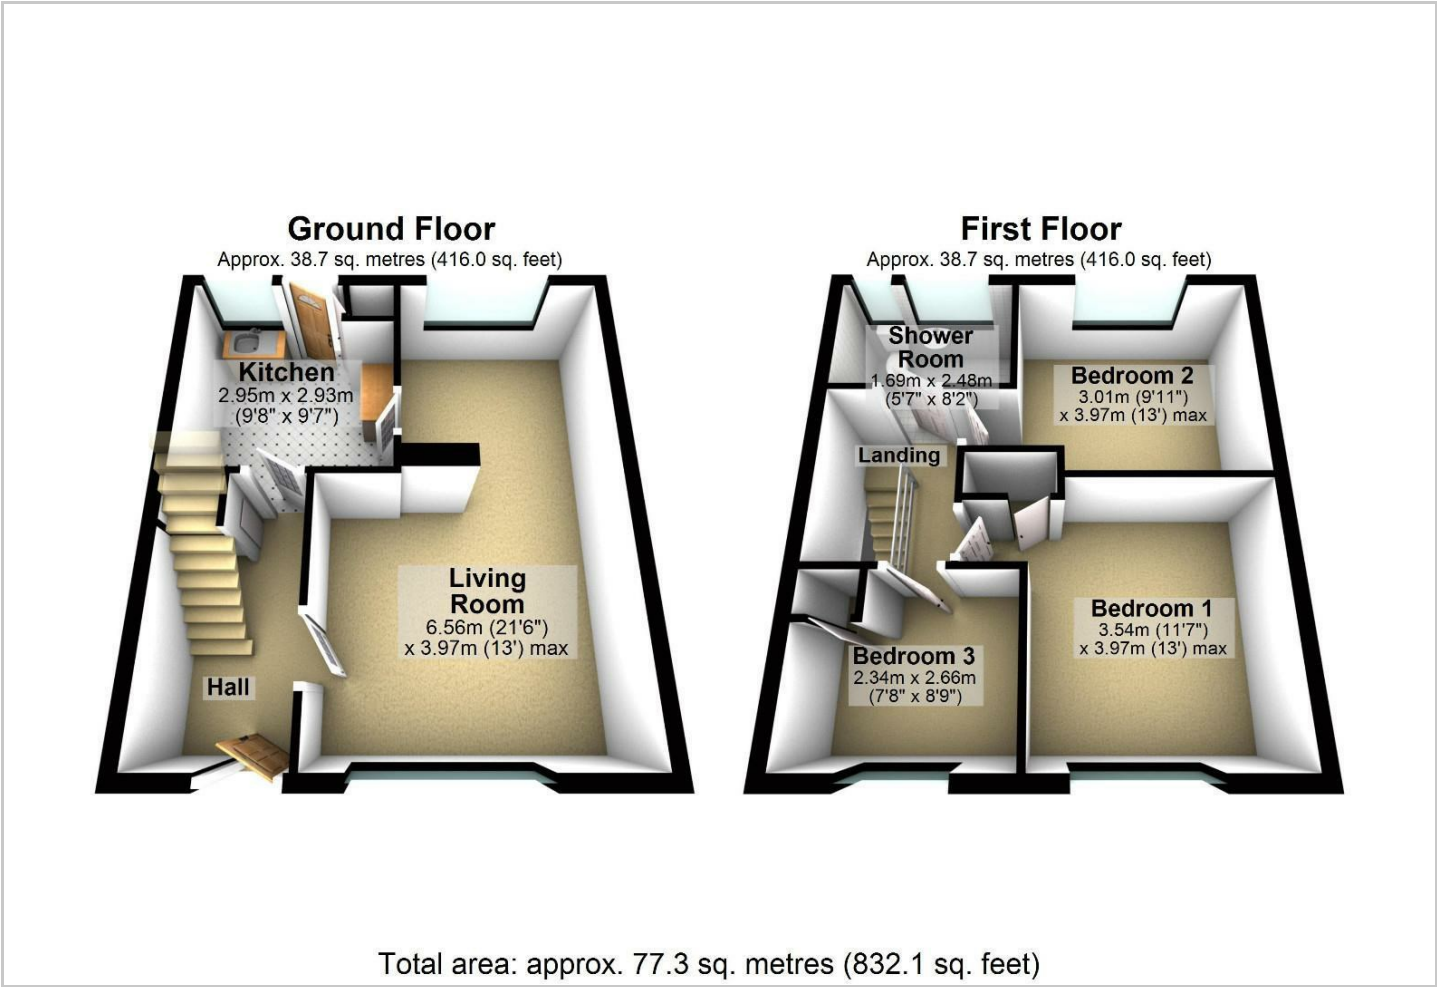 Ground Floor
Approx. 38.7 sq. metres (416.0 sq. feet)
Kitchen
2.95m x 2.93m
(9'8" x 9'7")
Living
Room
6.56m (21'6")
x 3.97m (13') max
Hall
First Floor
Approx. 38.7 sq. metres (416.0 sq. feet)
Shower
Room
1.69m x 2.48m
(5'7" x 8'2")
Bedroom 2
3.01m (9'11")
x 3.97m (13') max
Landing
Bedroom 1
3.54m (11'7")
x 3.97m (13') max
Bedroom 3
2.34m x 2.66m
(7'8" x 8'9")
Total area: approx. 77.3 sq. metres (832.1 sq. feet)